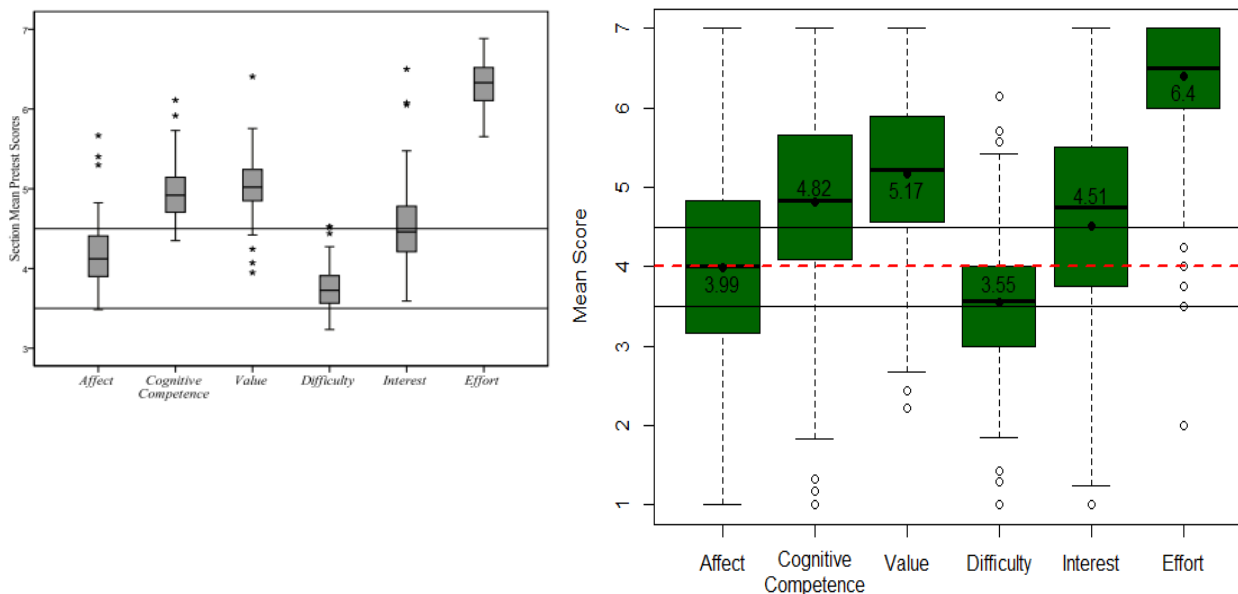 Section Mean Pretest Scores
7
6
5
4
3
Affect
Cognitive
Competence
Value
Difficulty
Interest
Effort
Mean Score
7
6
5
4
3
2
1
3.99
4.82
5.17
3.55
4.51
6.4
Affect
Cognitive
Competence
Value
Difficulty
Interest
Effort